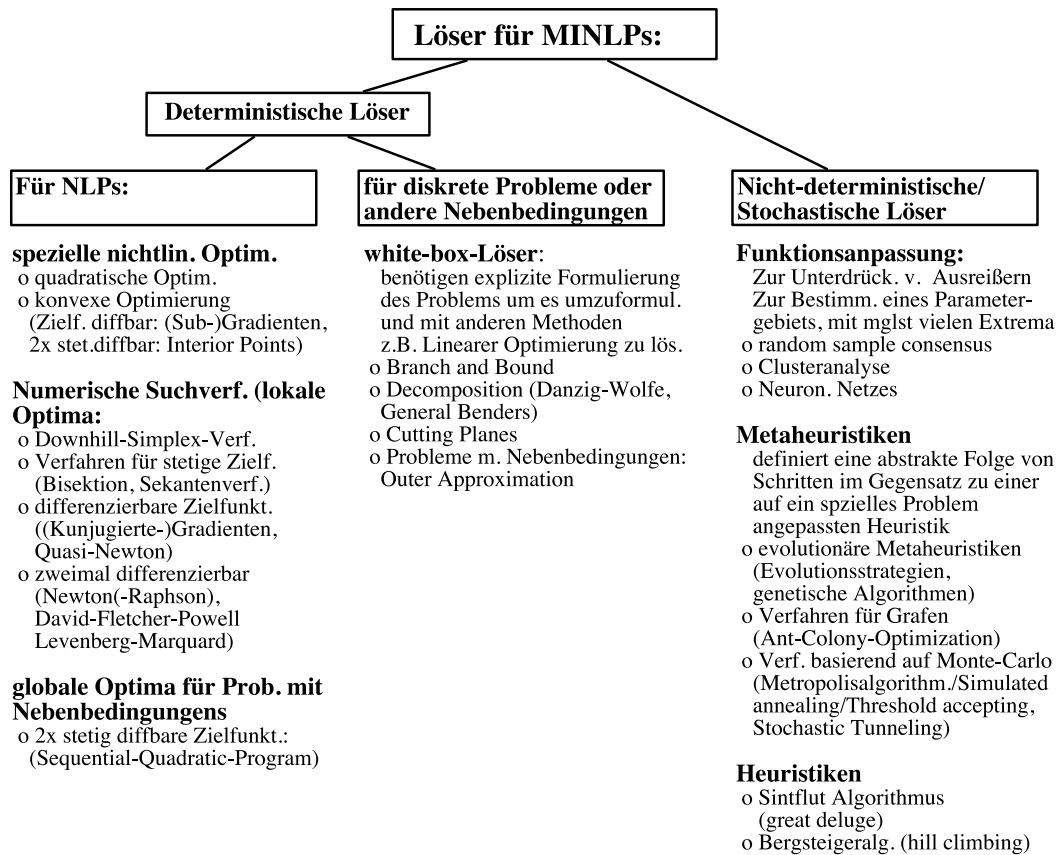 Löser für MINLPs:
Deterministische Löser
Für NLPs:
spezielle nichtlin. Optim.
o quadratische Optim.
o konvexe Optimierung
(Zielf. diffbar: (Sub-)Gradienten,
2x stet.diffbar: Interior Points)
Numerische Suchverf. (lokale
Optima:
o Downhill-Simplex-Verf.
o Verfahren für stetige Zielf.
(Bisektion, Sekantenverf.)
o differenzierbare Zielfunkt.
((Kunjugierte-)Gradienten,
Quasi-Newton)
o zweimal differenzierbar
(Newton(-Raphson),
David-Fletcher-Powell
Levenberg-Marquard)
globale Optima für Prob. mit
Nebenbedingungens
o 2x stetig diffbare Zielfunkt.:
(Sequential-Quadratic-Program)
für diskrete Probleme oder
andere Nebenbedingungen
white-box-Löser:
benötigen explizite Formulierung
des Problems um es umzuformul.
und mit anderen Methoden
z.B. Linearer Optimierung zu lös.
o Branch and Bound
o Decomposition (Danzig-Wolfe,
General Benders)
o Cutting Planes
o Probleme m. Nebenbedingungen:
Outer Approximation
Nicht-deterministische/
Stochastische Löser
Funktionsanpassung:
Zur Unterdrück. v. Ausreißern
Zur Bestimm. eines Parameter-
gebiets, mit mglst vielen Extrema
o random sample consensus
o Clusteranalyse
o Neuron. Netzes
Metaheuristiken
definiert eine abstrakte Folge von
Schritten im Gegensatz zu einer
auf ein spzielles Problem
angepassten Heuristik
o evolutionäre Metaheuristiken
(Evolutionsstrategien,
genetische Algorithmen)
o Verfahren für Grafen
(Ant-Colony-Optimization)
o Verf. basierend auf Monte-Carlo
(Metropolisalgorithm./Simulated
annealing/Threshold accepting,
Stochastic Tunneling)
Heuristiken
o Sintflut Algorithmus
(great deluge)
o Bergsteigeralg. (hill climbing)